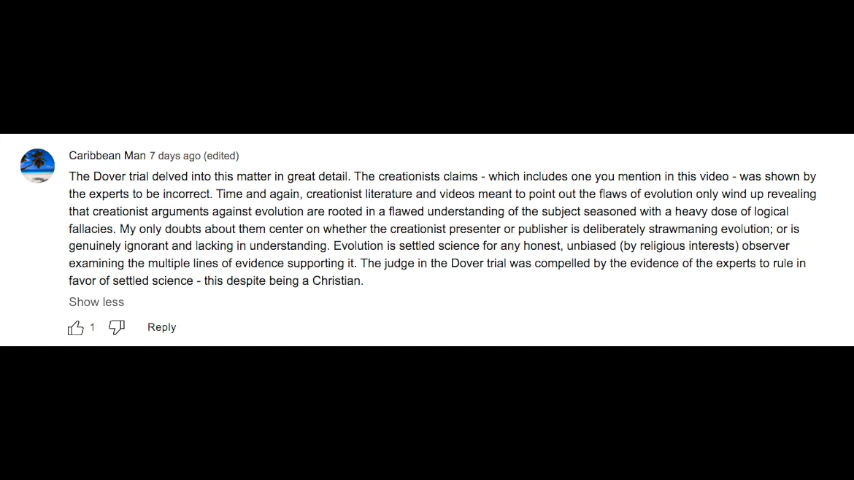 Caribbean Man 7 days ago (edited)
The Dover trial delved into this matter in great detail. The creationists claims - which includes one you mention in this video - was shown by
the experts to be incorrect. Time and again, creationist literature and videos meant to point out the flaws of evolution only wind up revealing
that creationist arguments against evolution are rooted in a flawed understanding of the subject seasoned with a heavy dose of logical
fallacies. My only doubts about them center on whether the creationist presenter or publisher is deliberately strawmaning evolution; or is
genuinely ignorant and lacking in understanding. Evolution is settled science for any honest, unbiased (by religious interests) observer
examining the multiple lines of evidence supporting it. The judge in the Dover trial was compelled by the evidence of the experts to rule in
favor of settled science - this despite being a Christian.
Show less
1 Reply